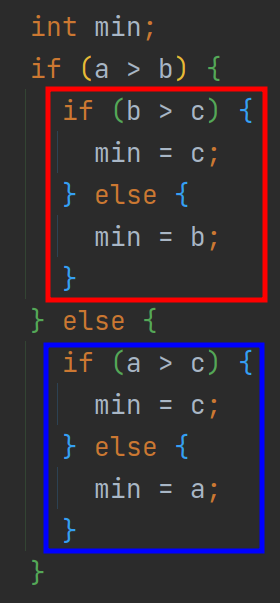 int min;
if (a > b) {
if (b > c) {
min = c;
} else {
min = b;
}
} else {
if (a > c) {
min = c;
} else {
min = a;
}
}